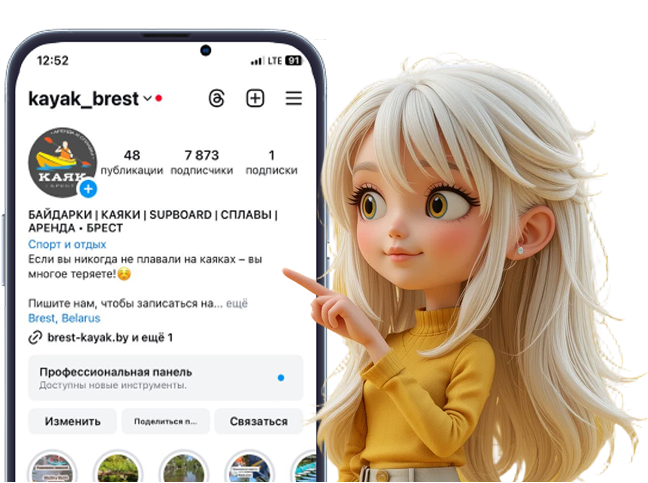 12:52
LTE 91
kayak_brest
АРЕНДА И СПЛАВЫ
КАЯК
БРЕСТ
48
7 873
1
публикации
подписчики
подписки
БАЙДАРКИ | КАЯКИ | SUPBOARD | СПЛАВЫ |
АРЕНДА • БРЕСТ
Спорт и отдых
Если вы никогда не плавали на каяках – вы
многое теряете!☺️
Пишите нам, чтобы записаться на... ещё
Brest, Belarus
brest-kayak.by и ещё 1
Профессиональная панель
Доступны новые инструменты.
Изменить
Поделиться п...
Связаться